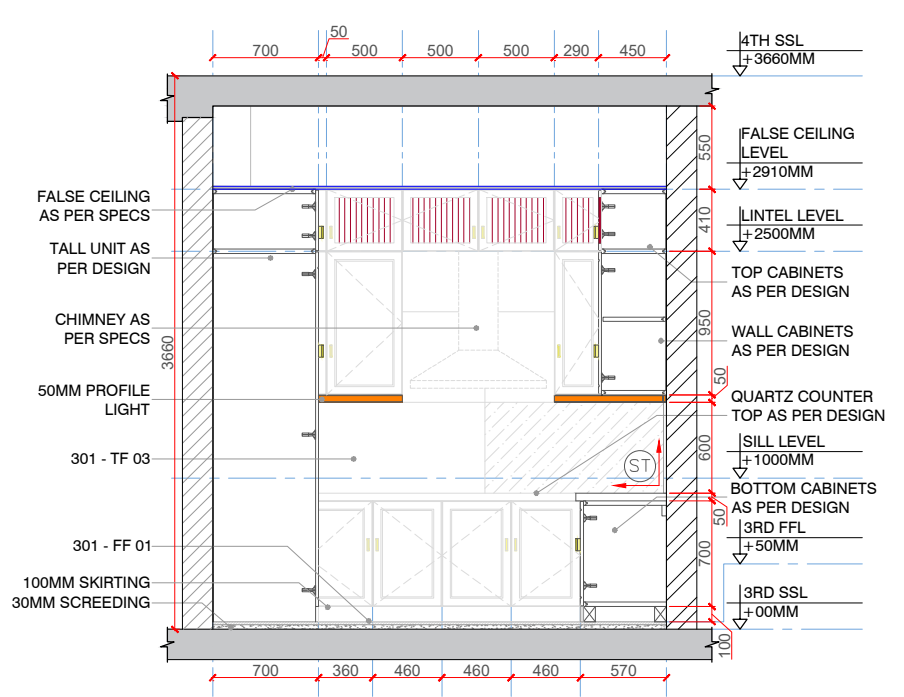 50
700
500
500
500
290
450
4TH SSL
+3660MM
550
FALSE CEILING
LEVEL
+2910MM
FALSE CEILING
AS PER SPECS
410
LINTEL LEVEL
+2500MM
TALL UNIT AS
PER DESIGN
TOP CABINETS
AS PER DESIGN
CHIMNEY AS
PER SPECS
3660
950
WALL CABINETS
AS PER DESIGN
50
50MM PROFILE
LIGHT
QUARTZ COUNTER
TOP AS PER DESIGN
600
SILL LEVEL
+1000MM
301 - TF 03
ST
BOTTOM CABINETS
AS PER DESIGN
50
3RD FFL
+50MM
301 - FF 01
700
100MM SKIRTING
30MM SCREEDING
3RD SSL
+00MM
100
700
360
460
460
460
570